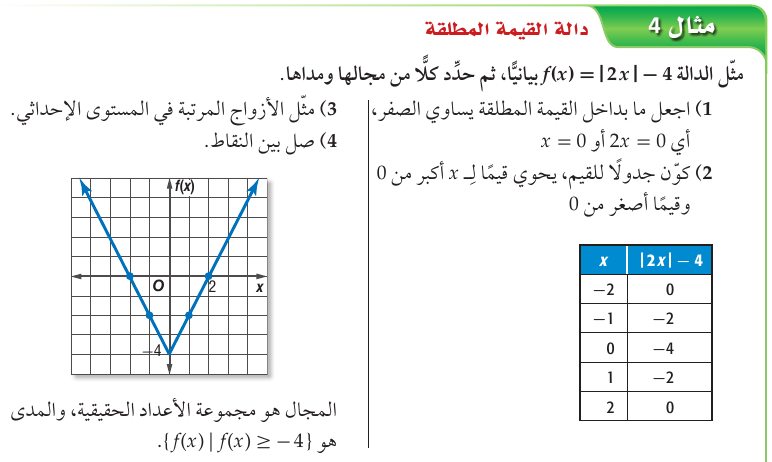 مثال 4 دالة القيمة المطلقة
مثّل الدالة f(x) = |2x| − 4 بيانيًّا، ثم حدِّد كلًّا من مجالها ومداها.
1) اجعل ما بداخل القيمة المطلقة يساوي الصفر،
أي 2x = 0 أو x = 0
2) كوّن جدولًا للقيم، يحوي قيمًا لِـ x أكبر من 0
وقيمًا أصغر من 0
x |2x| − 4
−2 0
−1 −2
0 −4
1 −2
2 0
3) مثّل الأزواج المرتبة في المستوى الإحداثي.
4) صل بين النقاط.
f(x)
O 2 x
−4
المجال هو مجموعة الأعداد الحقيقية، والمدى
هو {f(x) | f(x) ≥ −4}.